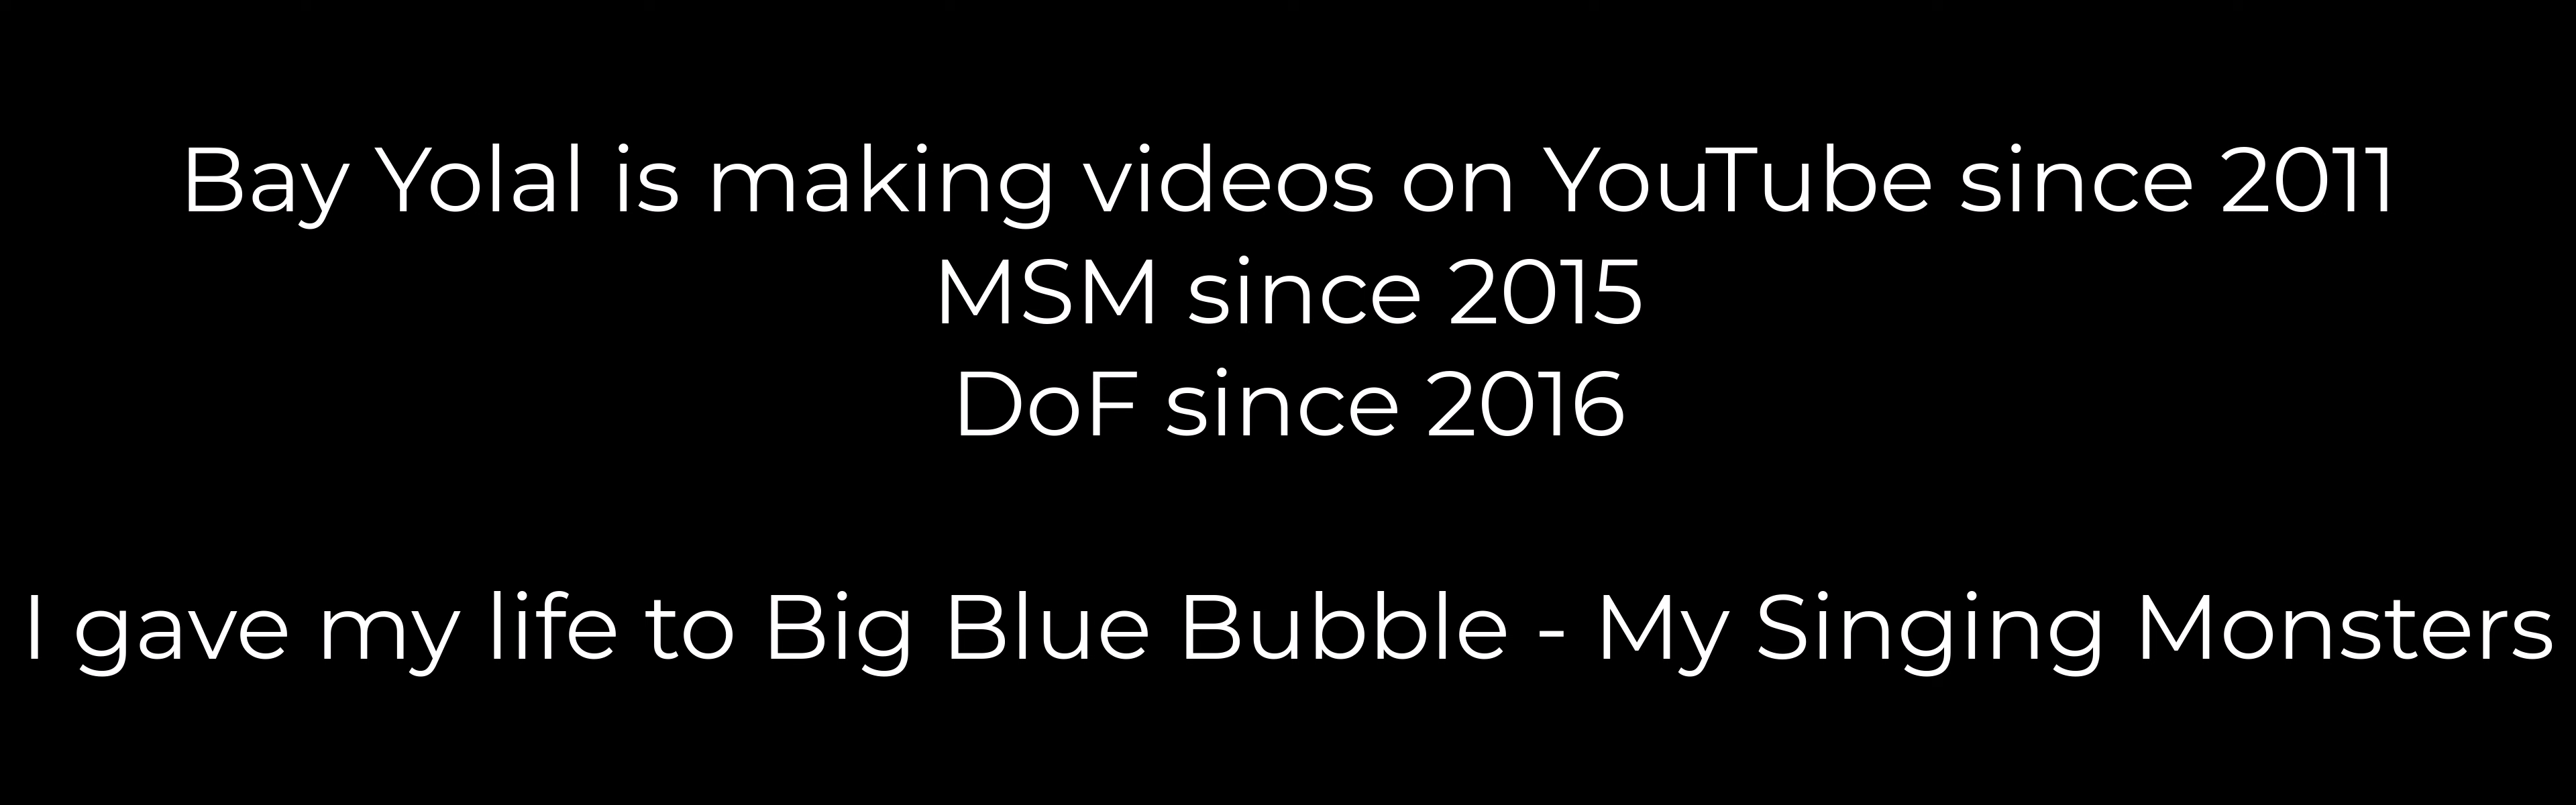 Bay Yolal is making videos on YouTube since 2011
MSM since 2015
DoF since 2016
I gave my life to Big Blue Bubble - My Singing Monsters